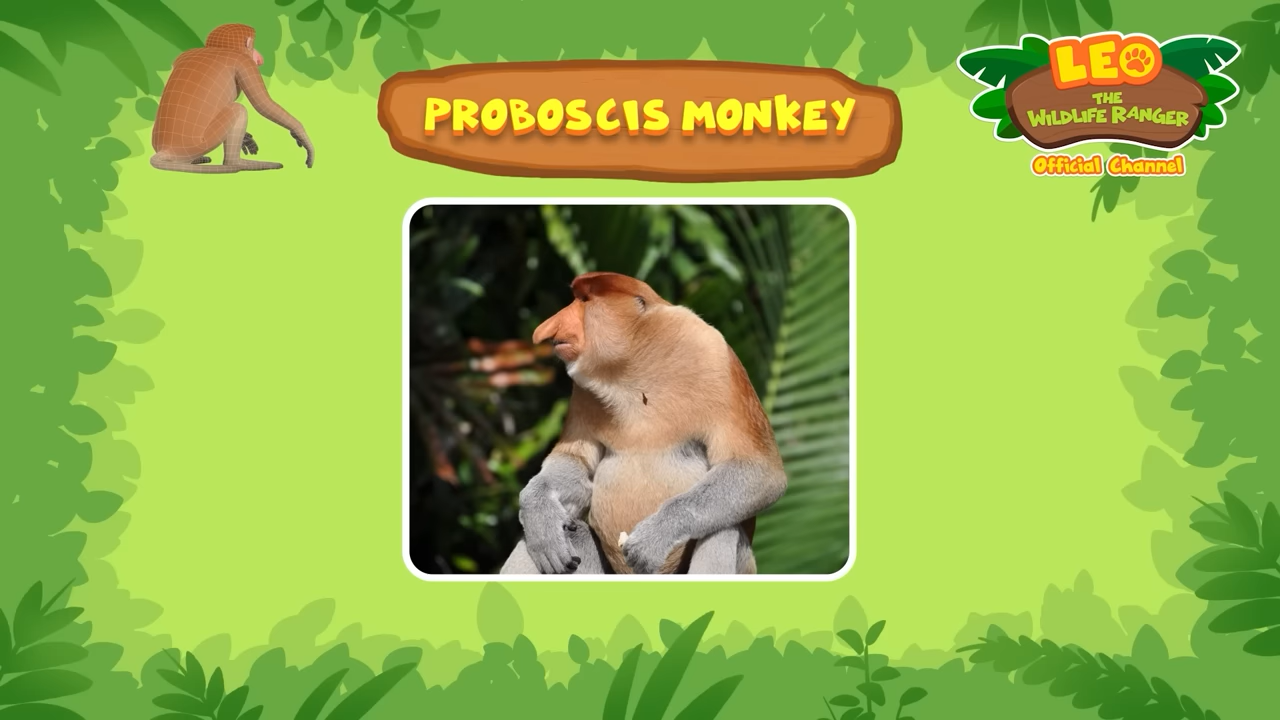 PROBOSCIS MONKEY
LEO
THE
WILDLIFE RANGER
Official Channel